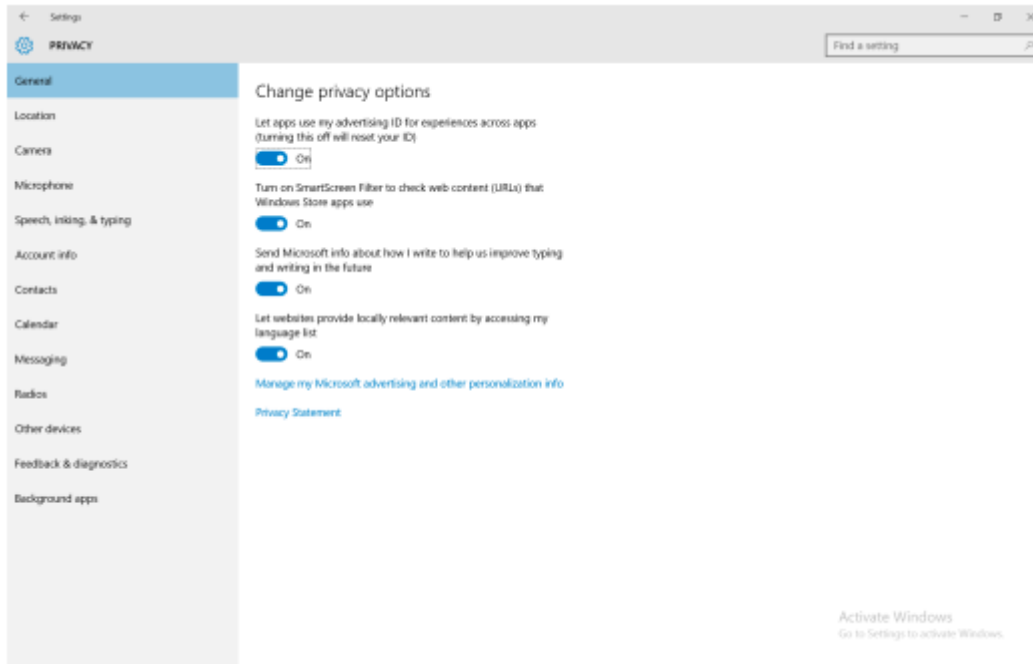 Settings
PRIVACY
Find a setting
General
Location
Camera
Microphone
Speech, inking, & typing
Account info
Contacts
Calendar
Messaging
Radios
Other devices
Feedback & diagnostics
Background apps
Change privacy options
Let apps use my advertising ID for experiences across apps
(turning this off will reset your ID)
On
Turn on SmartScreen Filter to check web content (URLs) that
Windows Store apps use
On
Send Microsoft info about how I write to help us improve typing
and writing in the future
On
Let websites provide locally relevant content by accessing my
language list
On
Manage my Microsoft advertising and other personalization info
Privacy Statement
Activate Windows
Go to Settings to activate Windows.